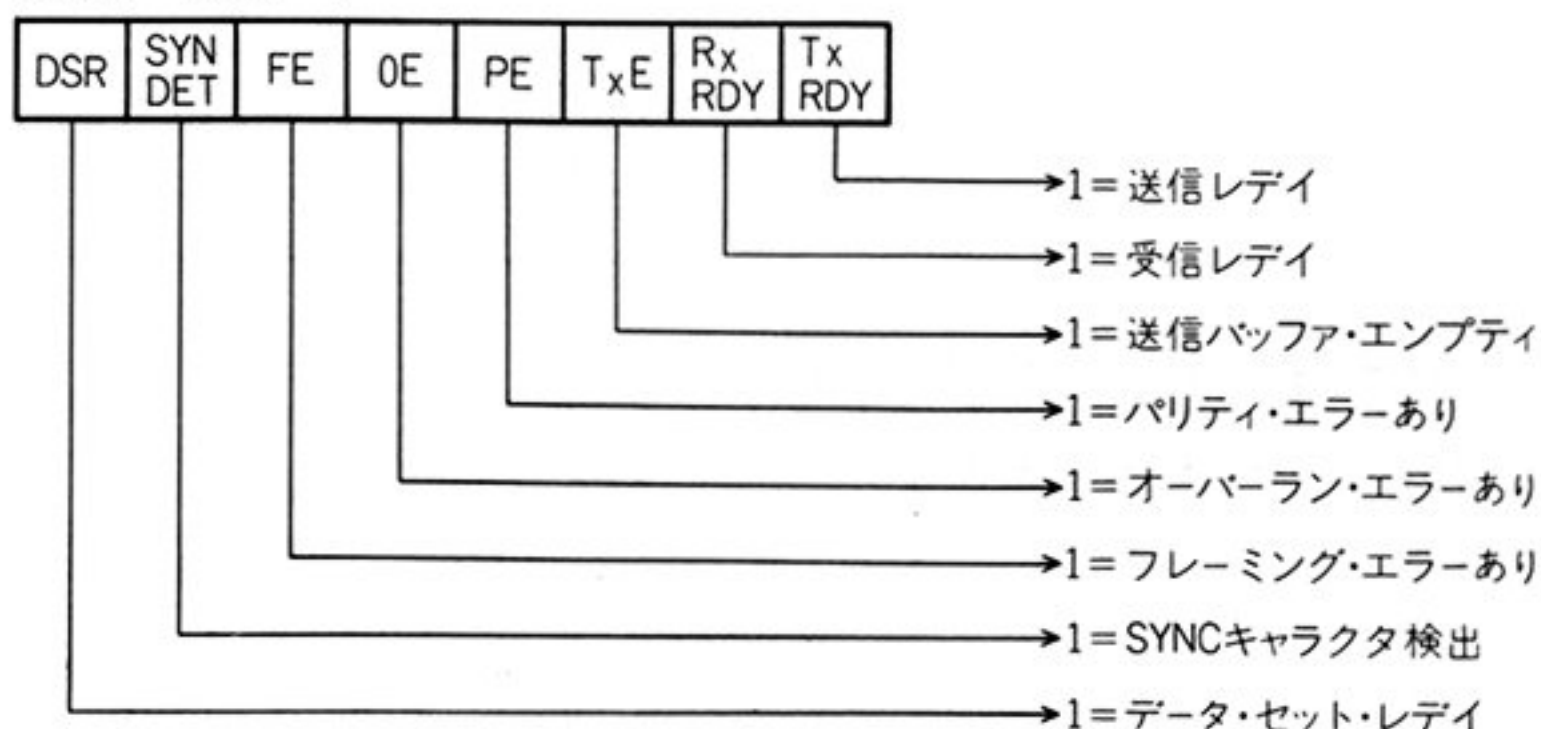 DSR SYN DET FE OE PE TxE Rx RDY Tx RDY
1=送信レデイ
1=受信レデイ
1=送信バッファ・エンプティ
1=パリティ・エラーあり
1=オーバーラン・エラーあり
1=フレーミング・エラーあり
1=SYNCキャラクタ検出
1=データ・セット・レデイ